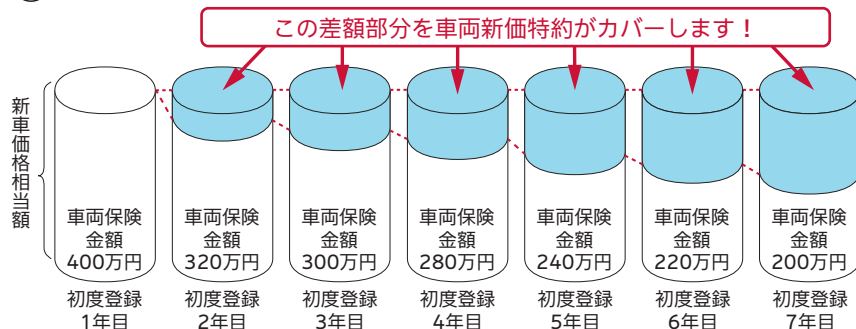 この差額部分を車両新価特約がカバーします！
新車価格相当額
車両保険
金額
400万円
車両保険
金額
320万円
車両保険
金額
300万円
車両保険
金額
280万円
車両保険
金額
240万円
車両保険
金額
220万円
車両保険
金額
200万円
初度登録
1年目
初度登録
2年目
初度登録
3年目
初度登録
4年目
初度登録
5年目
初度登録
6年目
初度登録
7年目